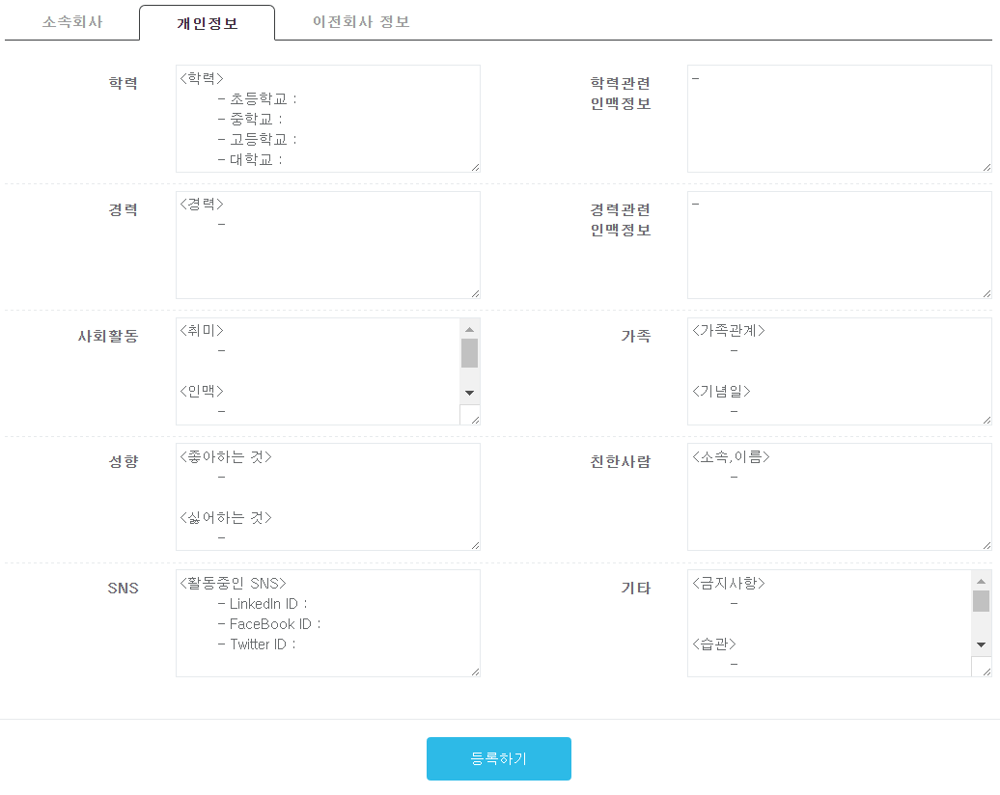 소속회사 개인정보 이전회사 정보
학력
<학력>
- 초등학교 :
- 중학교 :
- 고등학교 :
- 대학교 :
학력관련
인맥정보
-
경력
<경력>
-
경력관련
인맥정보
-
사회활동
<취미>
-
<인맥>
-
가족
<가족관계>
-
<기념일>
-
성향
<좋아하는 것>
-
<싫어하는 것>
-
친한사람
<소속,이름>
-
SNS
<활동중인 SNS>
- LinkedIn ID :
- FaceBook ID :
- Twitter ID :
기타
<금지사항>
-
<습관>
-
등록하기